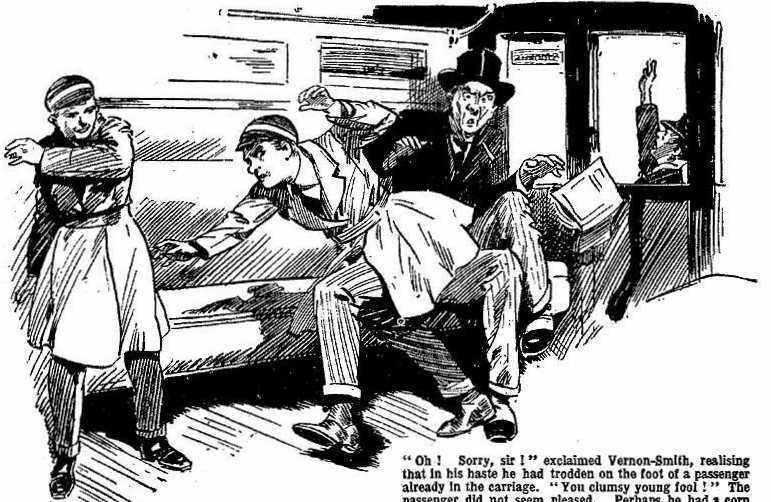 "Oh! Sorry, sir!" exclaimed Vernon-Smith, realising
that in his haste he had trodden on the foot of a passenger
already in the carriage. "You clumsy young fool!" The
passenger did not seem pleased. Perhaps he had a corn